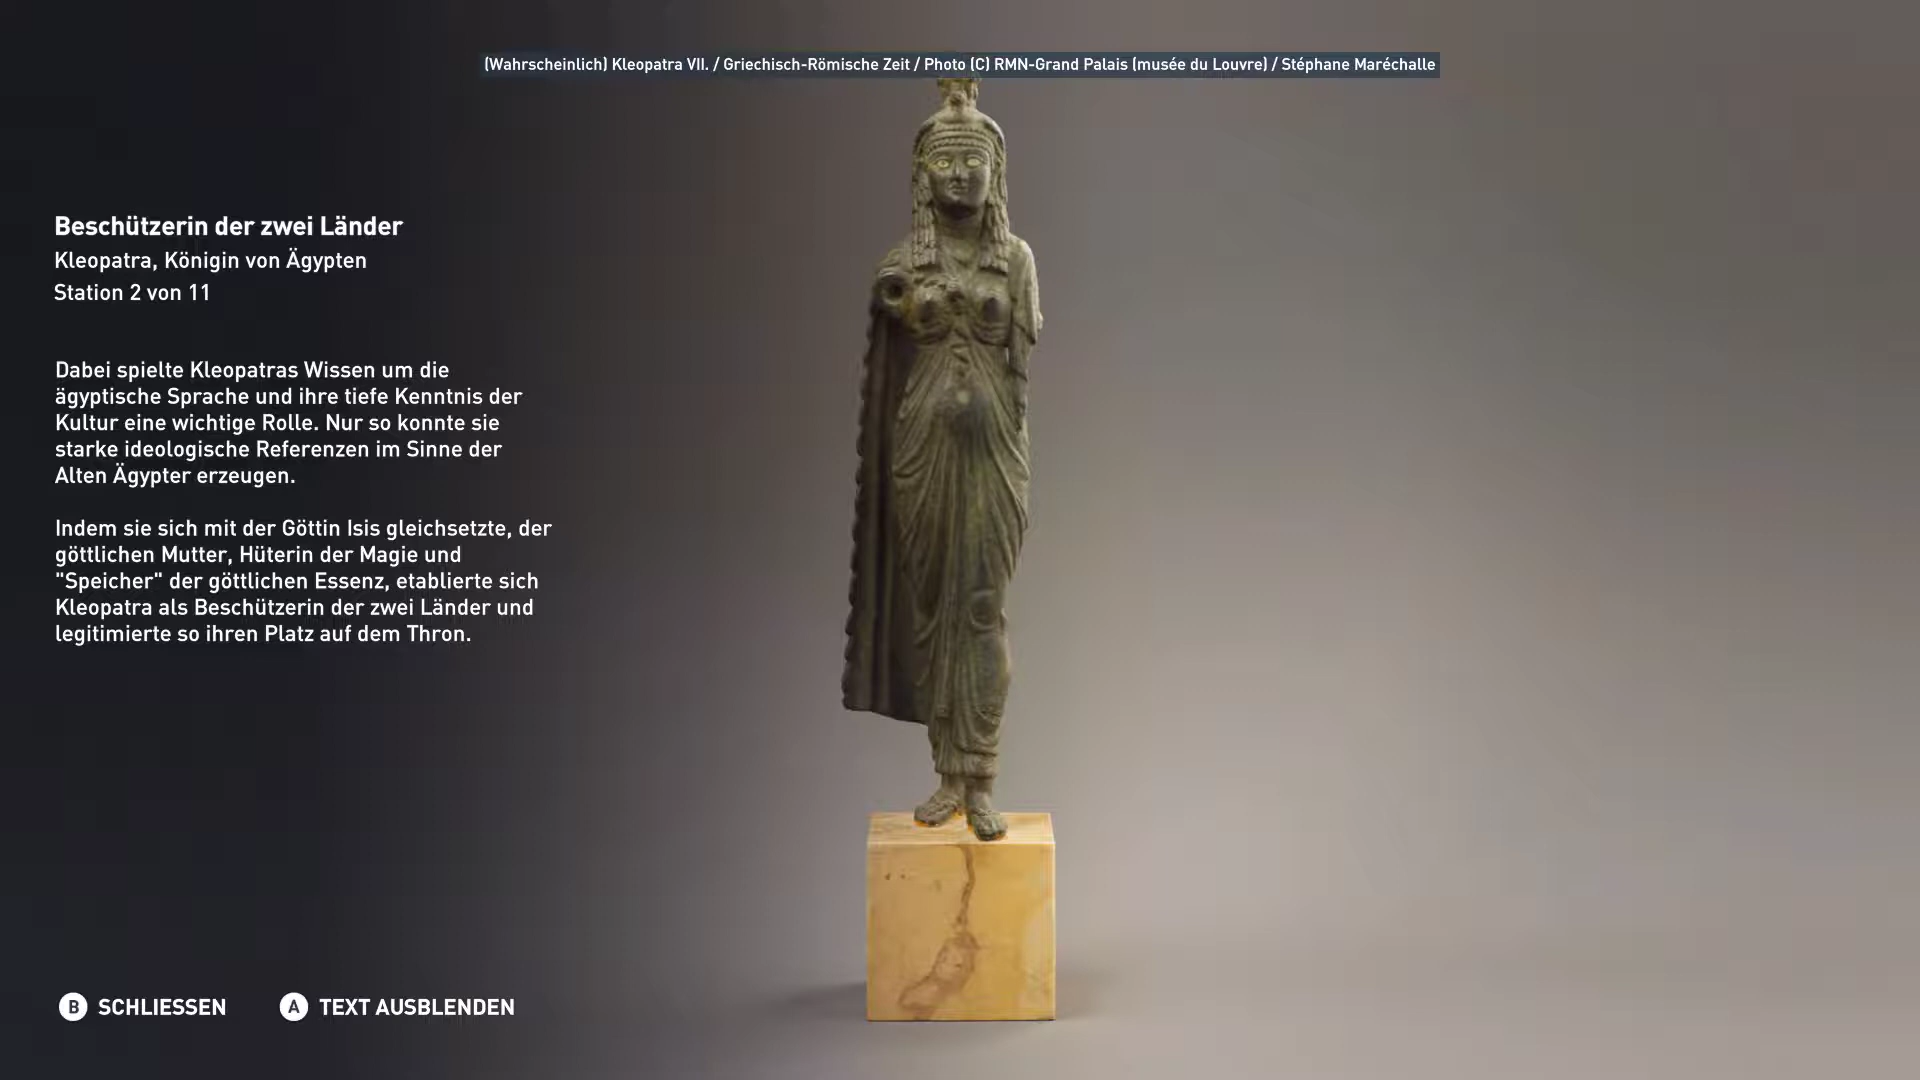 (Wahrscheinlich) Kleopatra VII. / Griechisch-Römische Zeit / Photo (C) RMN-Grand Palais (musée du Louvre) / Stéphane Maréchalle
Beschützerin der zwei Länder
Kleopatra, Königin von Ägypten
Station 2 von 11
Dabei spielte Kleopatras Wissen um die
ägyptische Sprache und ihre tiefe Kenntnis der
Kultur eine wichtige Rolle. Nur so konnte sie
starke ideologische Referenzen im Sinne der
Alten Ägypter erzeugen.
Indem sie sich mit der Göttin Isis gleichsetzte, der
göttlichen Mutter, Hüterin der Magie und
"Speicher" der göttlichen Essenz, etablierte sich
Kleopatra als Beschützerin der zwei Länder und
legitimierte so ihren Platz auf dem Thron.
B SCHLIESSEN A TEXT AUSBLENDEN